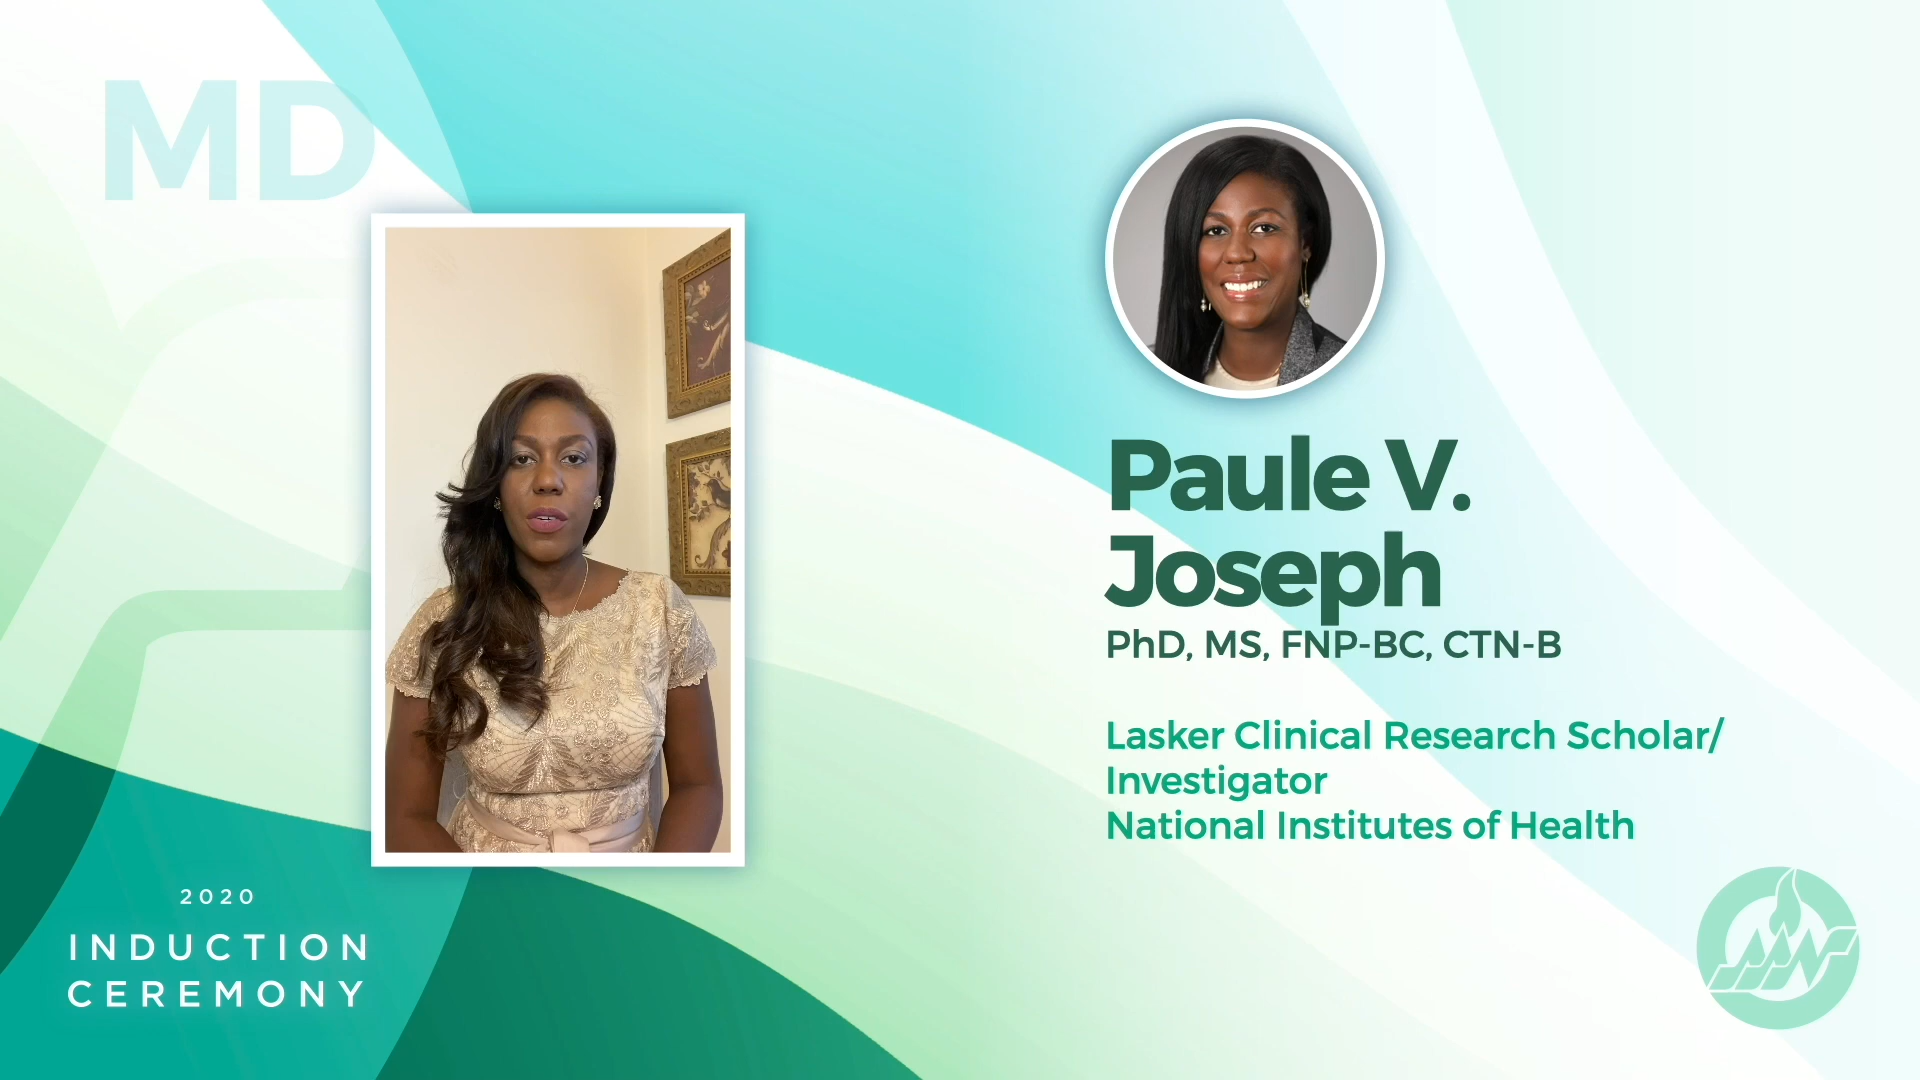 MD
Paule V.
Joseph
PhD, MS, FNP-BC, CTN-B
Lasker Clinical Research Scholar/
Investigator
National Institutes of Health
2020
INDUCTION
CEREMONY